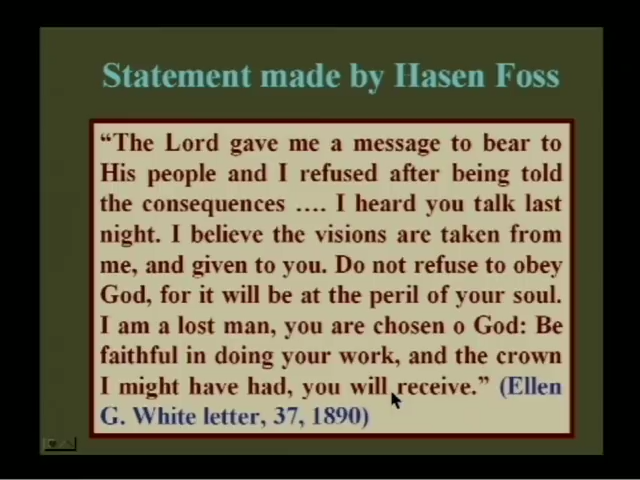 Statement made by Hasen Foss
“The Lord gave me a message to bear to
His people and I refused after being told
the consequences …. I heard you talk last
night. I believe the visions are taken from
me, and given to you. Do not refuse to obey
God, for it will be at the peril of your soul.
I am a lost man, you are chosen o God: Be
faithful in doing your work, and the crown
I might have had, you will receive.” (Ellen
G. White letter, 37, 1890)